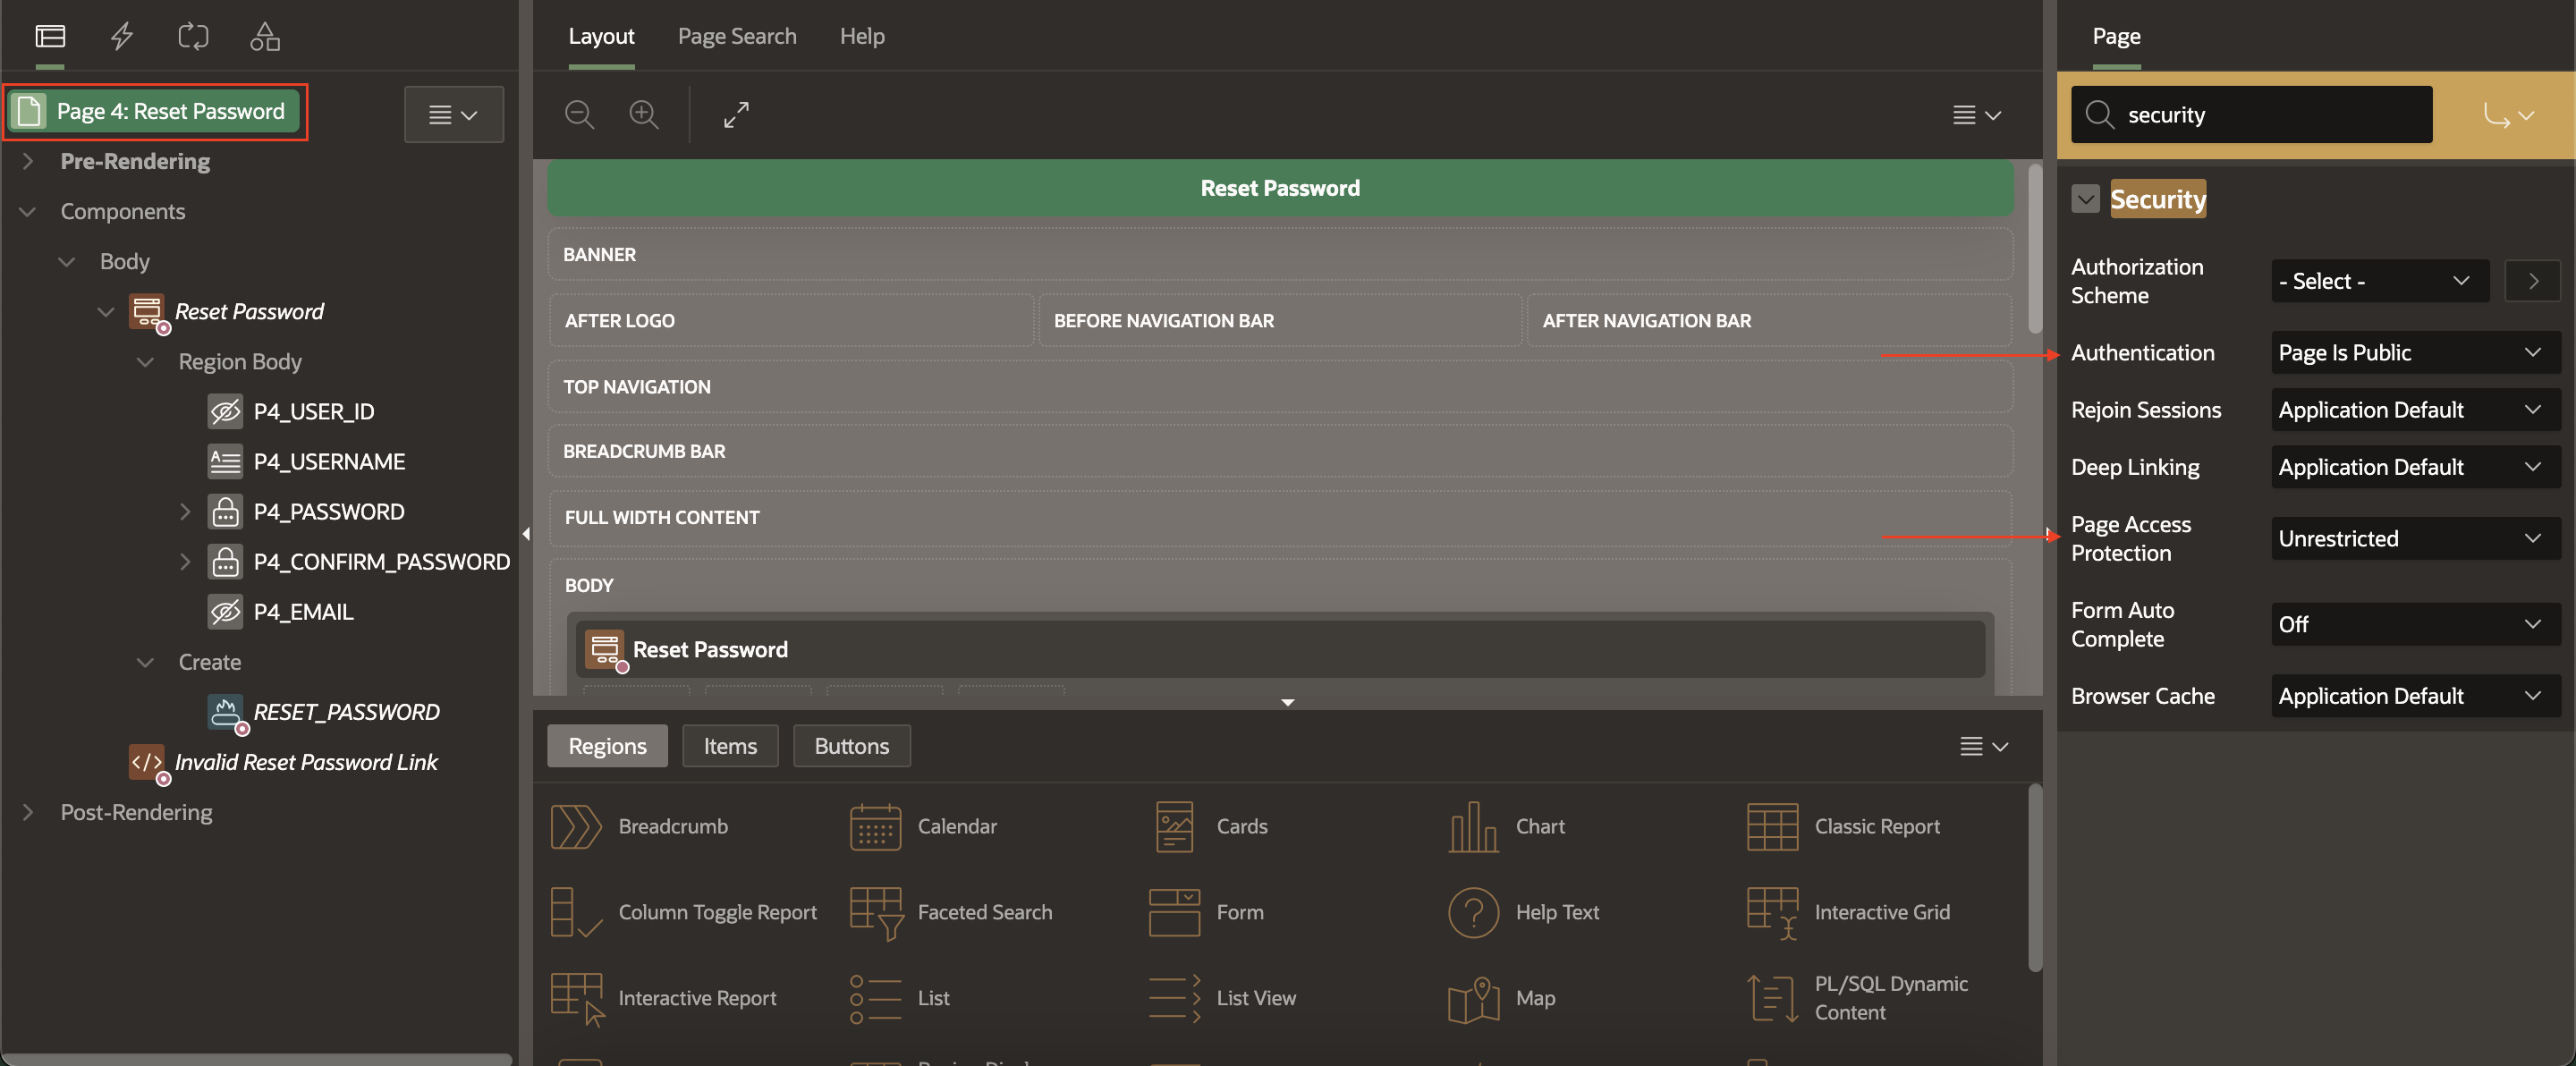 Page 4: Reset Password
Pre-Rendering
Components
Body
Reset Password
Region Body
P4_USER_ID
P4_USERNAME
P4_PASSWORD
P4_CONFIRM_PASSWORD
P4_EMAIL
Create
RESET_PASSWORD
Invalid Reset Password Link
Post-Rendering
Layout Page Search Help
Reset Password
BANNER
AFTER LOGO BEFORE NAVIGATION BAR AFTER NAVIGATION BAR
TOP NAVIGATION
BREADCRUMB BAR
FULL WIDTH CONTENT
BODY
Reset Password
Regions Items Buttons
Breadcrumb Calendar Cards Chart Classic Report
Column Toggle Report Faceted Search Form Help Text Interactive Grid
Interactive Report List List View Map PL/SQL Dynamic
Content
Page
security
Security
Authorization
Scheme
- Select -
Authentication Page Is Public
Rejoin Sessions Application Default
Deep Linking Application Default
Page Access
Protection
Unrestricted
Form Auto
Complete
Off
Browser Cache Application Default